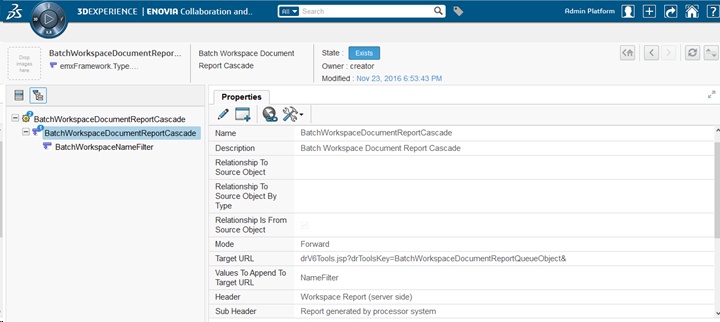 3DEXPERIENCE | ENOVIA Collaboration and..
All
Search
Admin Platform
Drop
images
here
BatchWorkspaceDocumentRepor...
emxFramework.Type....
Batch Workspace Document
Report Cascade
State : Exists
Owner : creator
Modified : Nov 23, 2016 6:53:43 PM
BatchWorkspaceDocumentReportCascade
BatchWorkspaceDocumentReportCascade
BatchWorkspaceNameFilter
Properties
Name BatchWorkspaceDocumentReportCascade
Description Batch Workspace Document Report Cascade
Relationship To
Source Object
Relationship To
Source Object By
Type
Relationship Is From
Source Object
Mode Forward
Target URL drV6Tools.jsp?drToolsKey=BatchWorkspaceDocumentReportQueueObject&
Values To Append To
Target URL NameFilter
Header Workspace Report (server side)
Sub Header Report generated by processor system